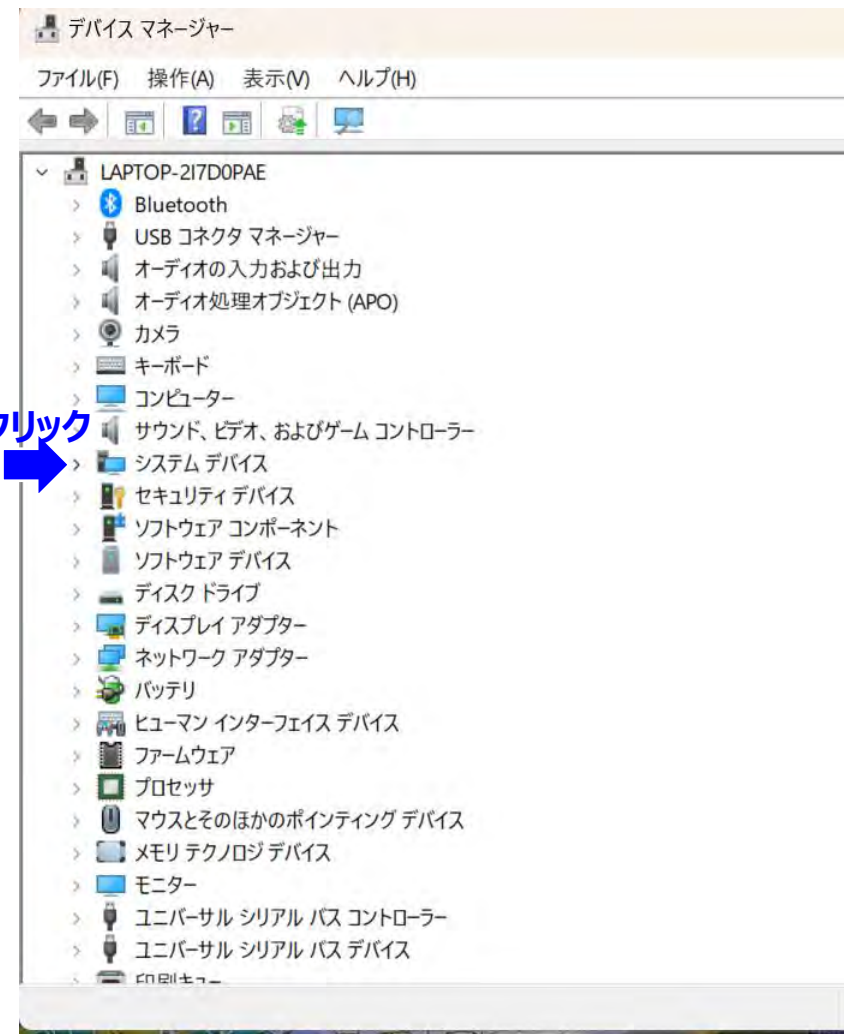 デバイス マネージャー
ファイル(F) 操作(A) 表示(V) ヘルプ(H)
LAPTOP-2I7D0PAE
Bluetooth
USB コネクタ マネージャー
オーディオの入力および出力
オーディオ処理オブジェクト (APO)
カメラ
キーボード
コンピューター
クリック
サウンド、ビデオ、およびゲーム コントローラー
システム デバイス
セキュリティ デバイス
ソフトウェア コンポーネント
ソフトウェア デバイス
ディスク ドライブ
ディスプレイ アダプター
ネットワーク アダプター
バッテリ
ヒューマン インターフェイス デバイス
ファームウェア
プロセッサ
マウスとそのほかのポインティング デバイス
メモリ テクノロジ デバイス
モニター
ユニバーサル シリアル バス コントローラー
ユニバーサル シリアル バス デバイス
印刷キュー